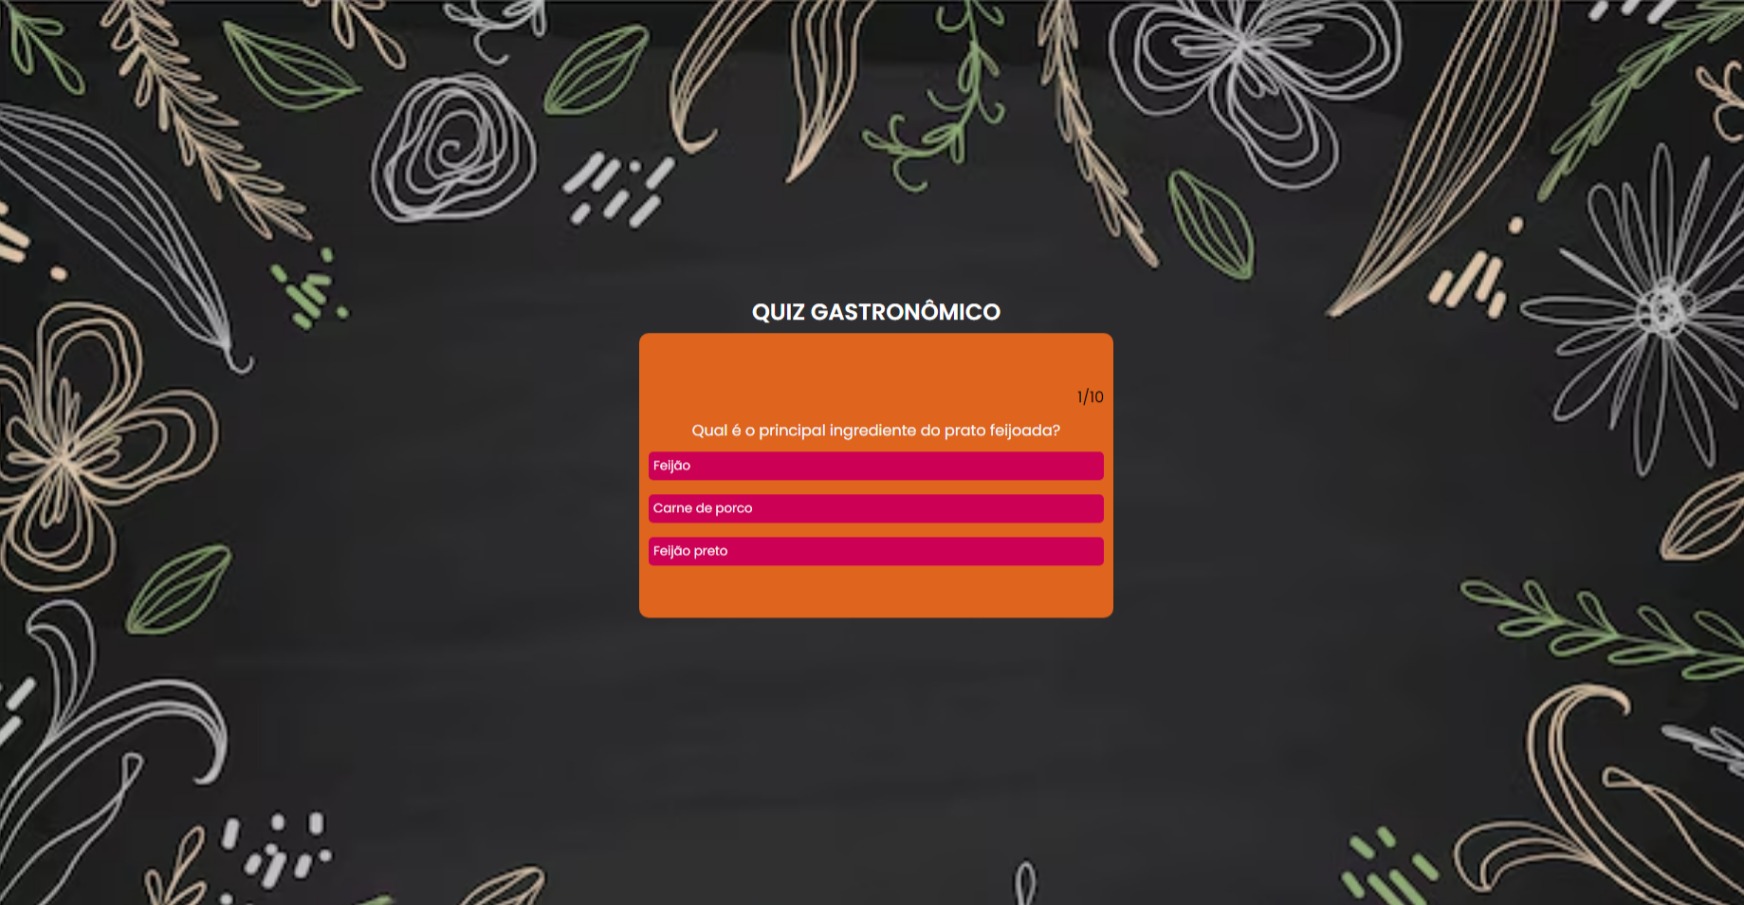 QUIZ GASTRONÔMICO
1/10
Qual é o principal ingrediente do prato feijoada?
Feijão
Carne de porco
Feijão preto